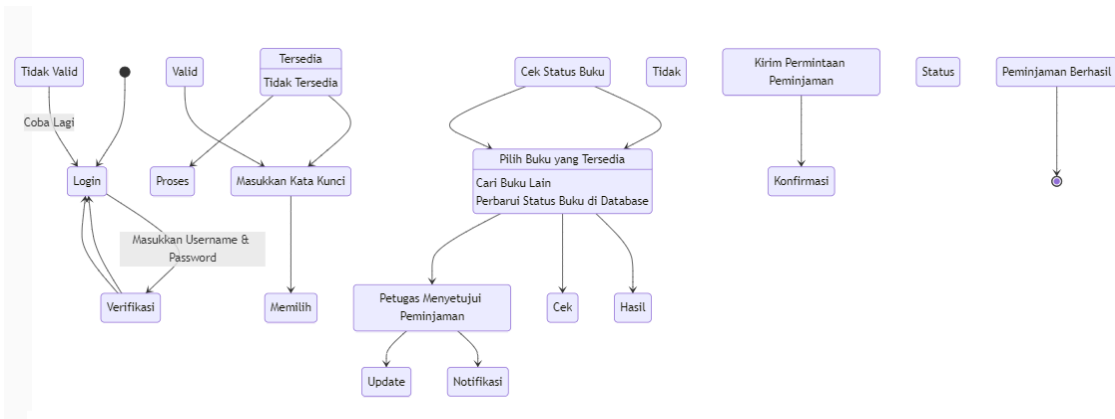 Tidak Valid
Valid
Tersedia
Tidak Tersedia
Cek Status Buku
Tidak
Kirim Permintaan
Peminjaman
Status
Peminjaman Berhasil
Coba Lagi
Login
Proses
Masukkan Kata Kunci
Pilih Buku yang Tersedia
Cari Buku Lain
Perbarui Status Buku di Database
Konfirmasi
Masukkan Username &
Password
Verifikasi
Memilih
Petugas Menyetujui
Peminjaman
Cek
Hasil
Update
Notifikasi